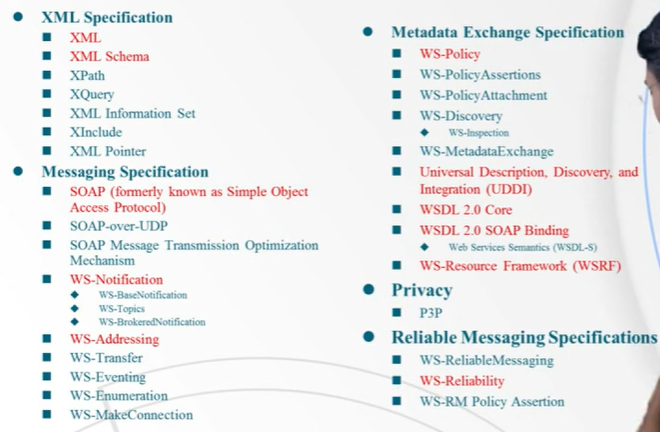 XML Specification
XML
XML Schema
XPath
XQuery
XML Information Set
XInclude
XML Pointer
Messaging Specification
SOAP (formerly known as Simple Object
Access Protocol)
SOAP-over-UDP
SOAP Message Transmission Optimization
Mechanism
WS-Notification
WS-BaseNotification
WS-Topics
WS-BrokeredNotification
WS-Addressing
WS-Transfer
WS-Eventing
WS-Enumeration
WS-MakeConnection
Metadata Exchange Specification
WS-Policy
WS-PolicyAssertions
WS-PolicyAttachment
WS-Discovery
WS-Inspection
WS-MetadataExchange
Universal Description, Discovery, and
Integration (UDDI)
WSDL 2.0 Core
WSDL 2.0 SOAP Binding
Web Services Semantics (WSDL-S)
WS-Resource Framework (WSRF)
Privacy
P3P
Reliable Messaging Specifications
WS-ReliableMessaging
WS-Reliability
WS-RM Policy Assertion